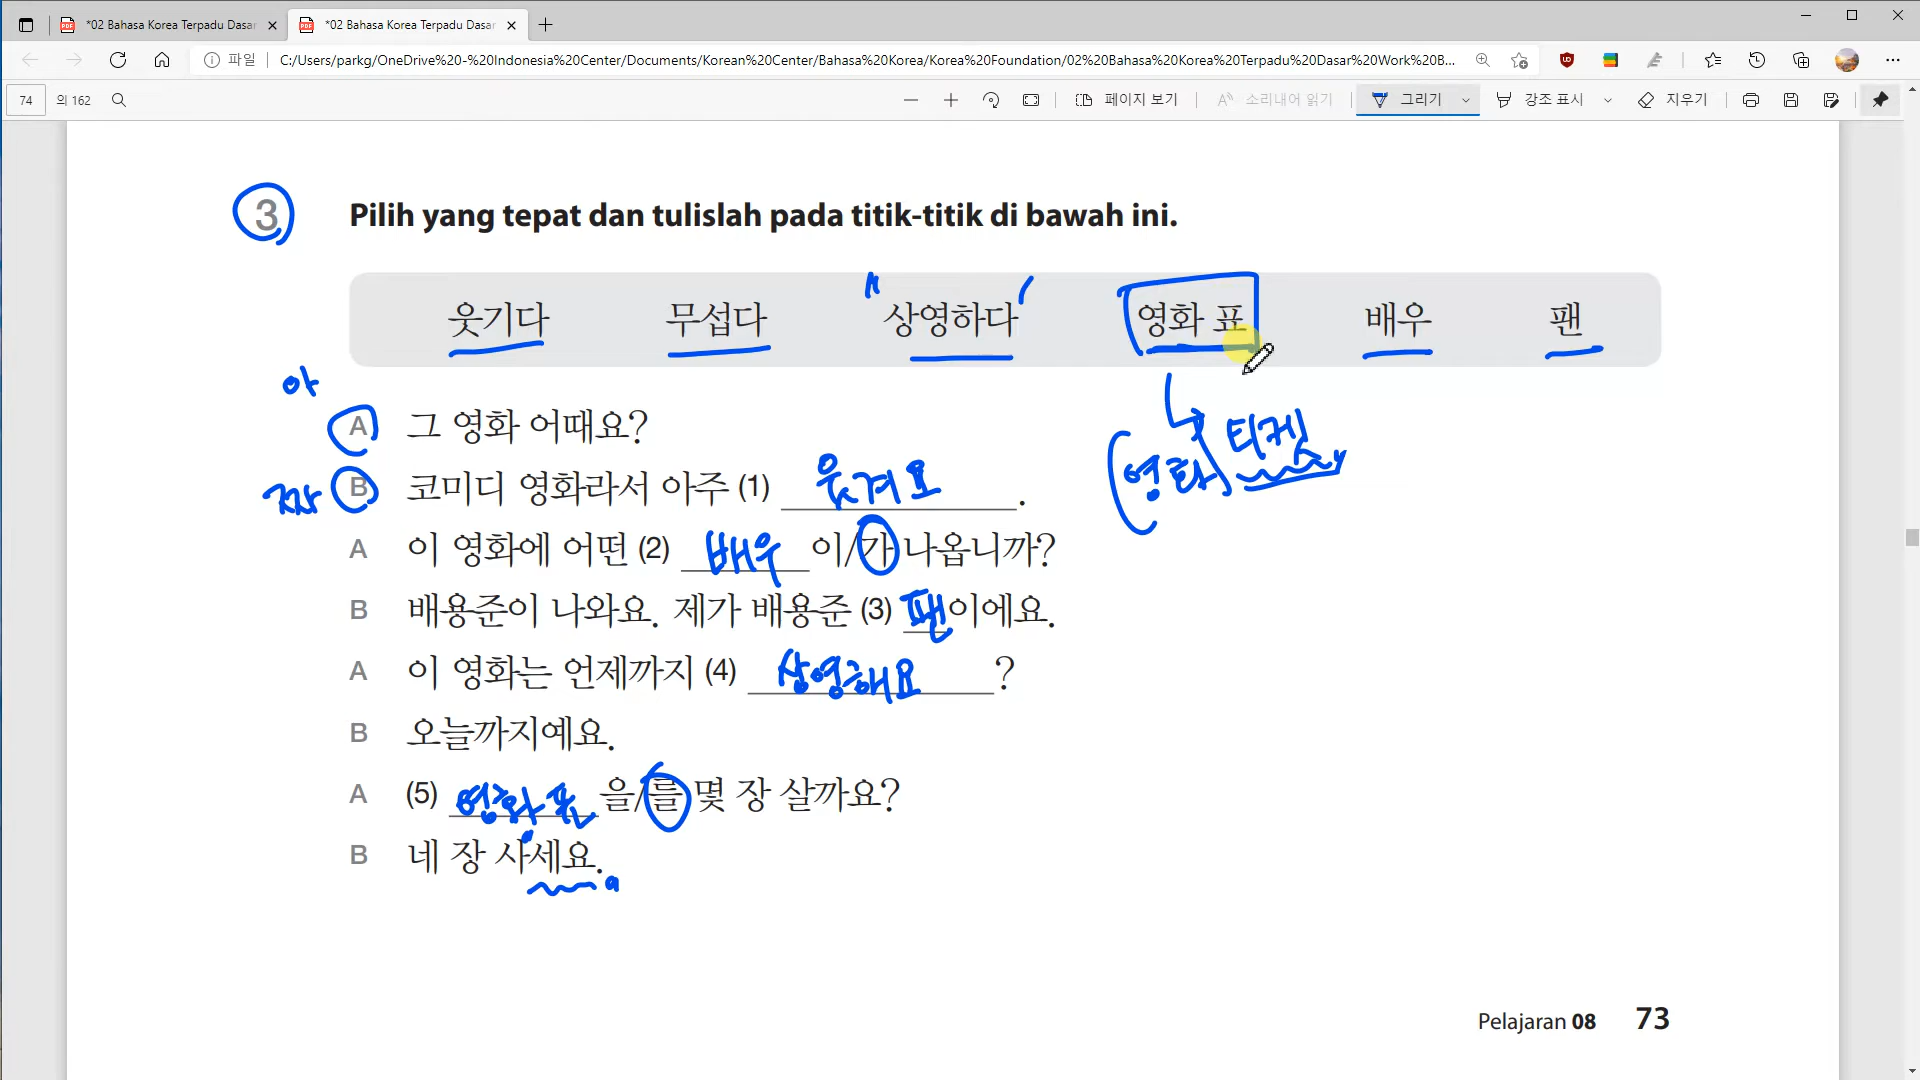 *02 Bahasa Korea Terpadu Dasar
*02 Bahasa Korea Terpadu Dasar
파일 C:/Users/parkg/OneDrive%20-%20Indonesia%20Center/Documents/Korean%20Center/Bahasa%20Korea/Korea%20Foundation/02%20Bahasa%20Korea%20Terpadu%20Dasar%20Work%20B...
74 의 162 페이지 보기 소리내어 읽기 그리기 강조 표시 지우기
3 Pilih yang tepat dan tulislah pada titik-titik di bawah ini.
웃기다 무섭다 상영하다 영화 표 배우 팬
아
A 그 영화 어때요?
티켓
짜 B 코미디 영화라서 아주 (1) 웃겨요.
영화
A 이 영화에 어떤 (2) 배우 이/가 나옵니까?
B 배용준이 나와요. 제가 배용준 (3) 팬이에요.
A 이 영화는 언제까지 (4) 상영해요?
B 오늘까지예요.
A (5) 영화 표 을/를 몇 장 살까요?
B 네 장 사세요.
Pelajaran 08 73